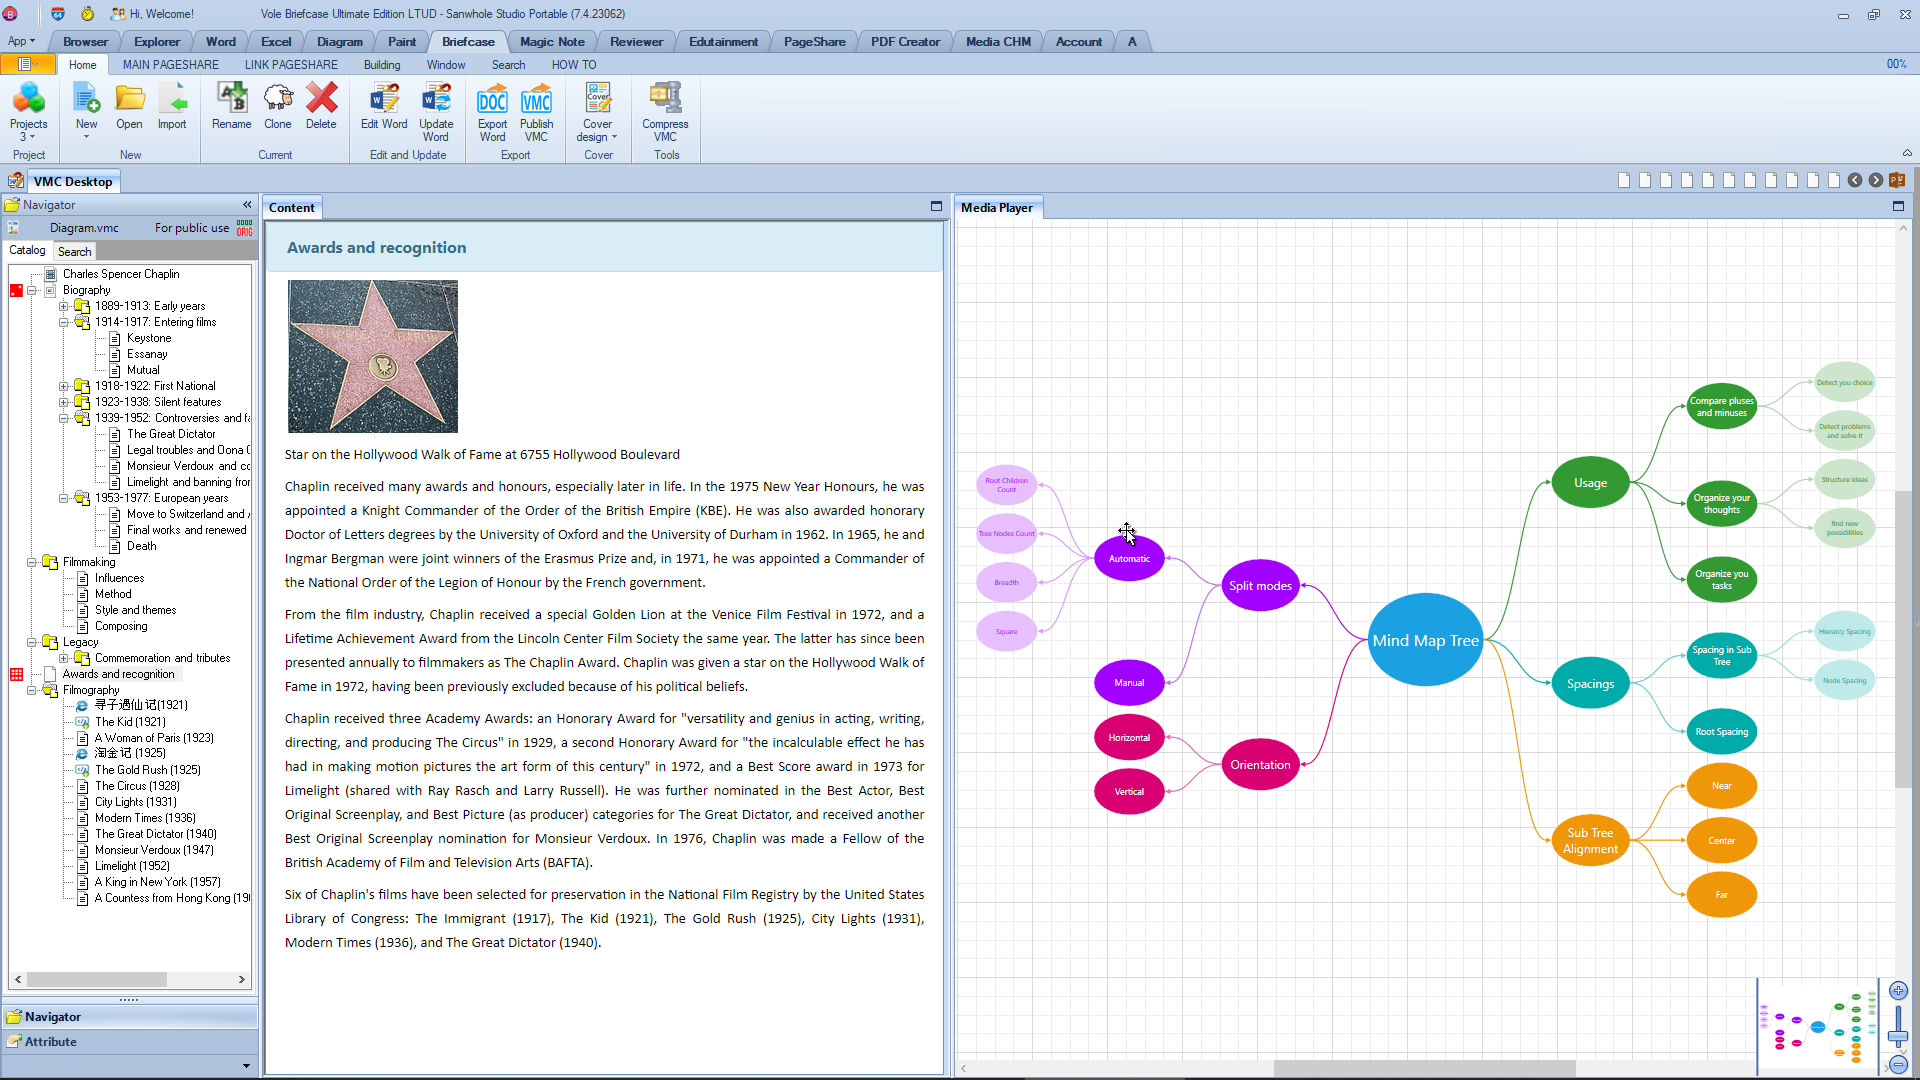 Hi, Welcome!
Vole Briefcase Ultimate Edition LTUD - Sanwhole Studio Portable (7.4.23062)
App
Browser
Explorer
Word
Excel
Diagram
Paint
Briefcase
Magic Note
Reviewer
Edutainment
PageShare
PDF Creator
Media CHM
Account
A
Home
MAIN PAGESHARE
LINK PAGESHARE
Building
Window
Search
HOW TO
00%
Projects
3
New
Open
Import
Rename
Clone
Delete
Edit Word
Update
Word
Export
Word
Publish
VMC
Cover
design
Compress
VMC
Project
New
Current
Edit and Update
Export
Cover
Tools
VMC Desktop
Navigator
Diagram.vmc
For public use
Catalog
Search
Charles Spencer Chaplin
Biography
1889-1913: Early years
1914-1917: Entering films
Keystone
Essanay
Mutual
1918-1922: First National
1923-1938: Silent features
1939-1952: Controversies and fa
The Great Dictator
Legal troubles and Oona
Monsieur Verdoux and co
Limelight and banning from
1953-1977: European years
Move to Switzerland and
Final works and renewed
Death
Filmmaking
Influences
Method
Style and themes
Composing
Legacy
Commemoration and tributes
Awards and recognition
Filmography
寻子遇仙记(1921)
The Kid (1921)
A Woman of Paris (1923)
淘金记 (1925)
The Gold Rush (1925)
The Circus (1928)
City Lights (1931)
Modern Times (1936)
The Great Dictator (1940)
Monsieur Verdoux (1947)
Limelight (1952)
A King in New York (1957)
A Countess from Hong Kong (19
Navigator
Attribute
Content
Awards and recognition
Star on the Hollywood Walk of Fame at 6755 Hollywood Boulevard
Chaplin received many awards and honours, especially later in life. In the 1975 New Year Honours, he was
appointed a Knight Commander of the Order of the British Empire (KBE). He was also awarded honorary
Doctor of Letters degrees by the University of Oxford and the University of Durham in 1962. In 1965, he and
Ingmar Bergman were joint winners of the Erasmus Prize and, in 1971, he was appointed a Commander of
the National Order of the Legion of Honour by the French government.
From the film industry, Chaplin received a special Golden Lion at the Venice Film Festival in 1972, and a
Lifetime Achievement Award from the Lincoln Center Film Society the same year. The latter has since been
presented annually to filmmakers as The Chaplin Award. Chaplin was given a star on the Hollywood Walk of
Fame in 1972, having been previously excluded because of his political beliefs.
Chaplin received three Academy Awards: an Honorary Award for "versatility and genius in acting, writing,
directing, and producing The Circus" in 1929, a second Honorary Award for "the incalculable effect he has
had in making motion pictures the art form of this century" in 1972, and a Best Score award in 1973 for
Limelight (shared with Ray Rasch and Larry Russell). He was further nominated in the Best Actor, Best
Original Screenplay, and Best Picture (as producer) categories for The Great Dictator, and received another
Best Original Screenplay nomination for Monsieur Verdoux. In 1976, Chaplin was made a Fellow of the
British Academy of Film and Television Arts (BAFTA).
Six of Chaplin's films have been selected for preservation in the National Film Registry by the United States
Library of Congress: The Immigrant (1917), The Kid (1921), The Gold Rush (1925), City Lights (1931),
Modern Times (1936), and The Great Dictator (1940).
Media Player
Root Children
Count
Tree Nodes Count
Breadth
Square
Automatic
Manual
Horizontal
Vertical
Split modes
Orientation
Mind Map Tree
Usage
Spacings
Sub Tree
Alignment
Compare pluses
and minuses
Organize your
thoughts
Organize you
tasks
Spacing in Sub
Tree
Root Spacing
Near
Center
Far
Detect you choice
Detect problems
and solve it
Structure ideas
find new
possidilities
Hierarcy Spacing
Node Spacing